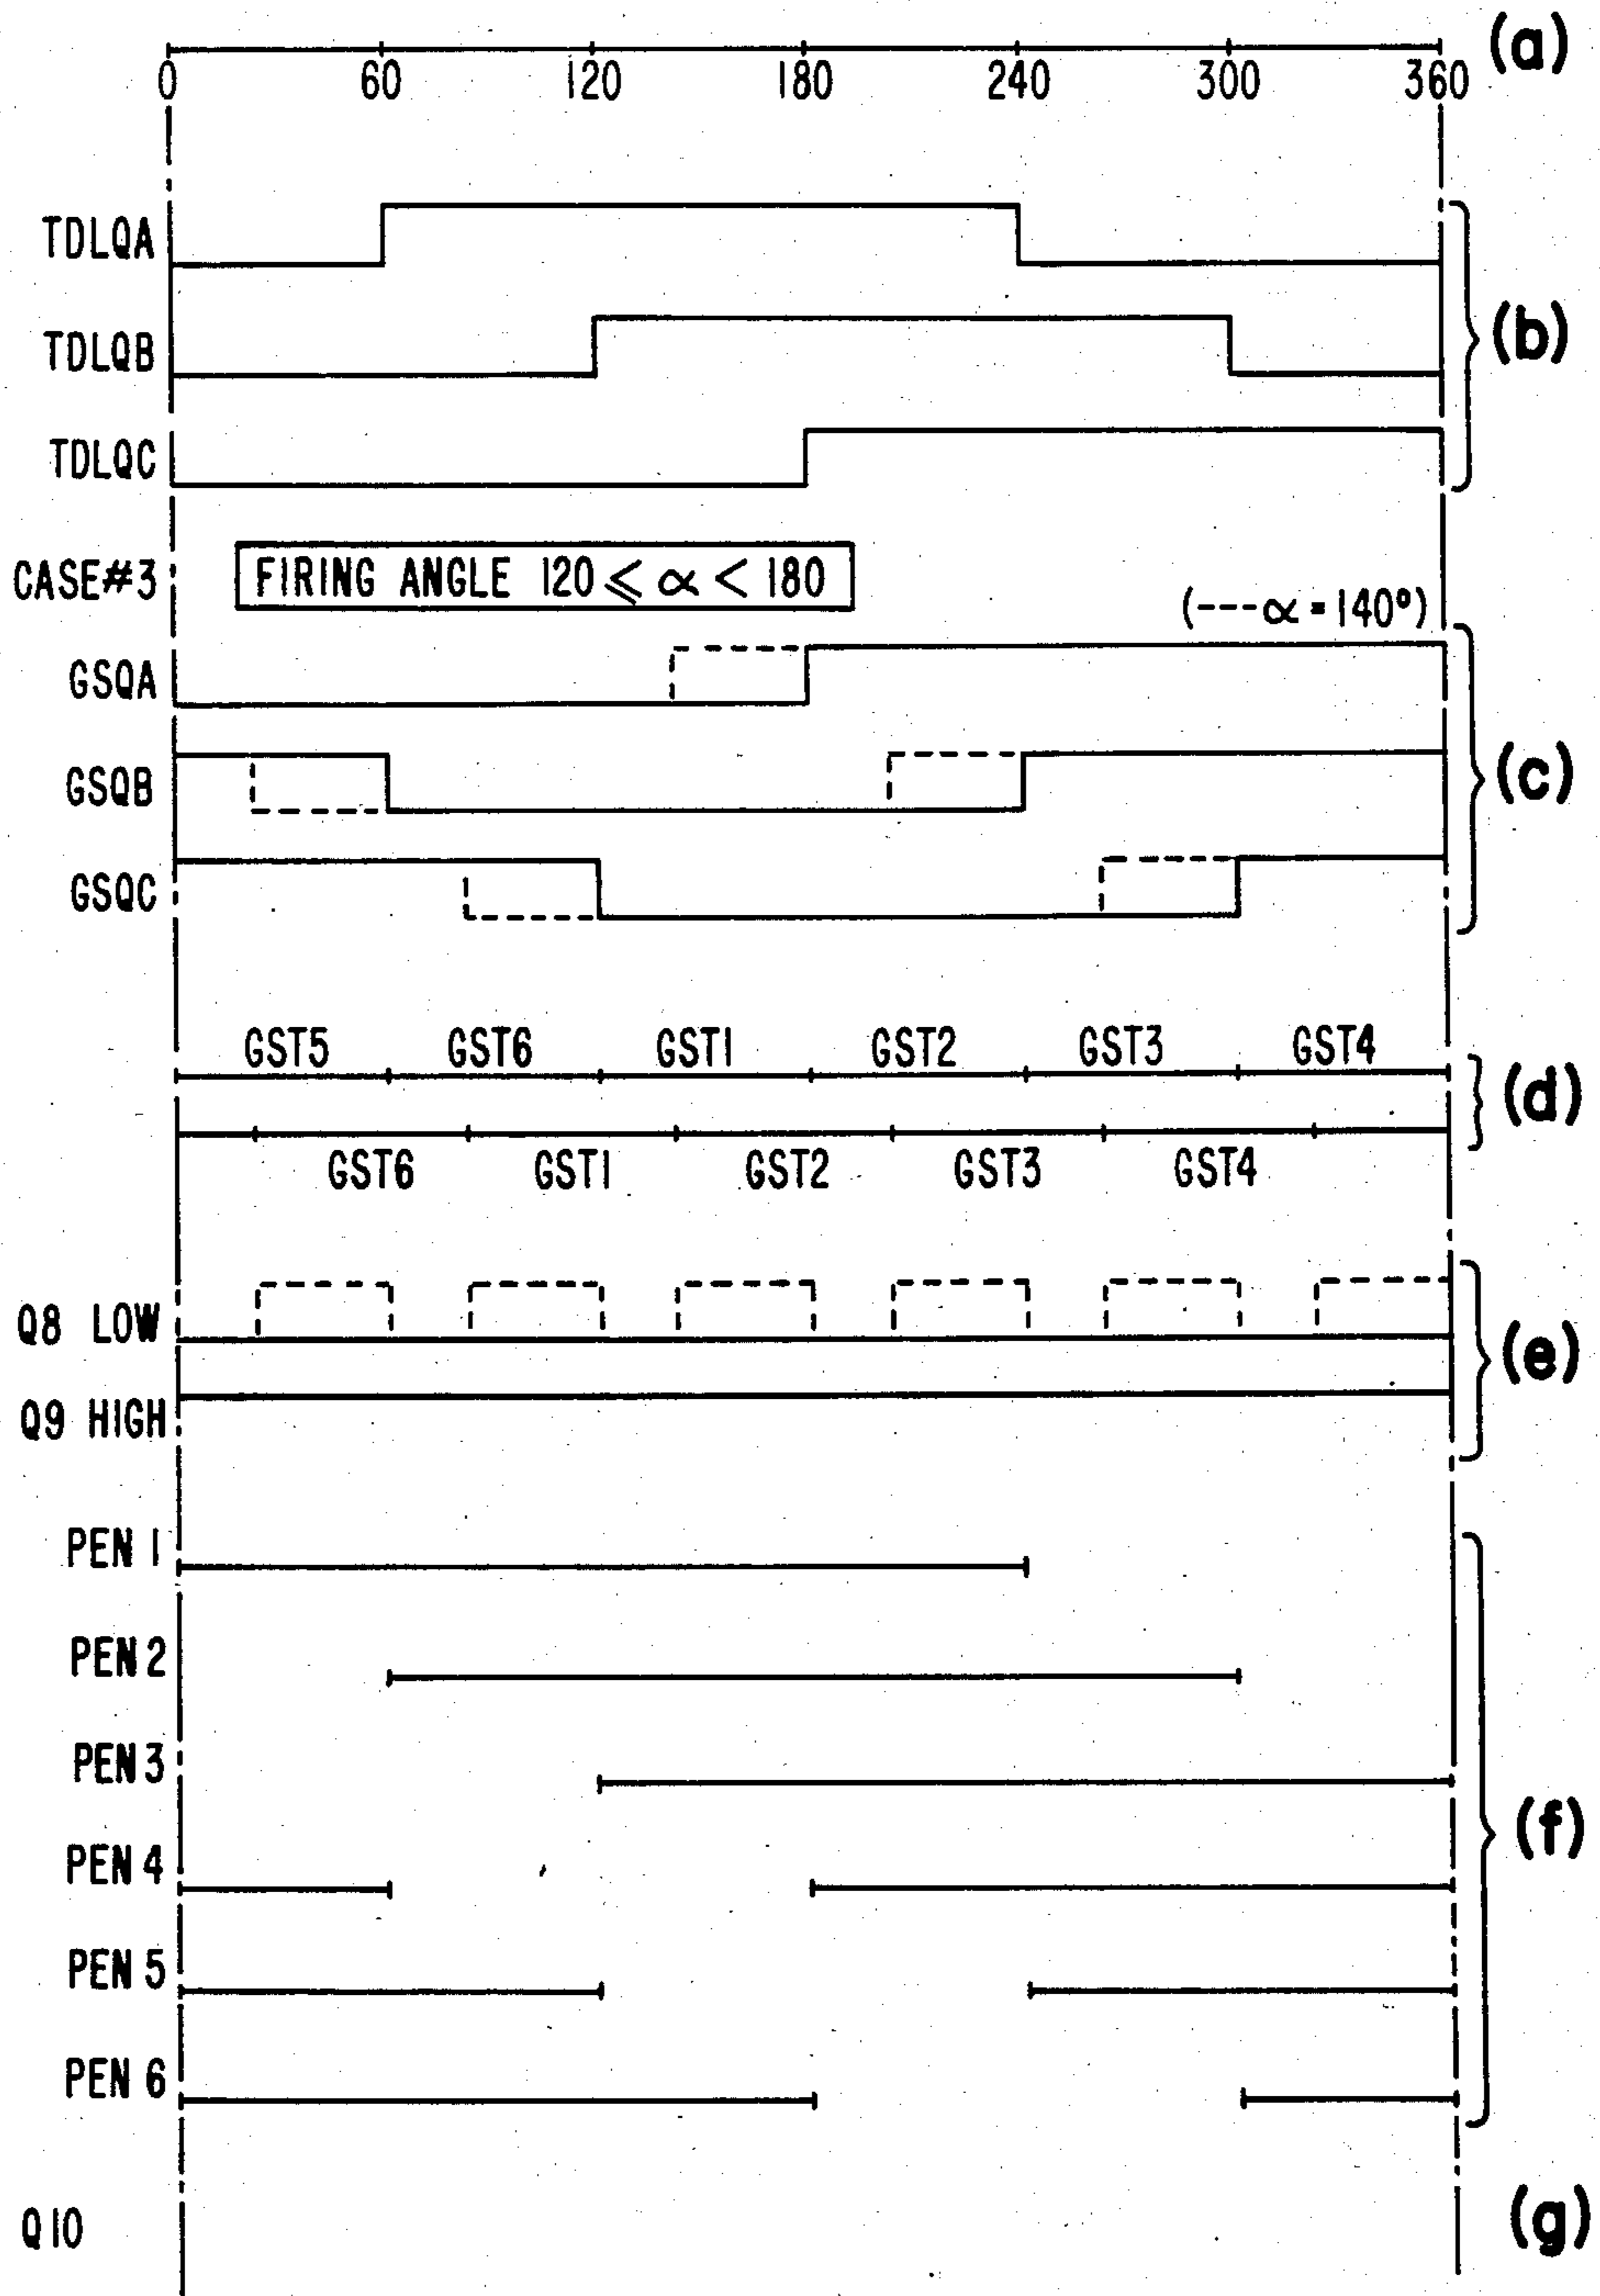 (a)
0 60 120 180 240 300 360
TDLQA
TDLQB
(b)
TDLQC
CASE#3 FIRING ANGLE 120 ≤ α < 180
(---α=140°)
GSQA
GSQB
(c)
GSQC
GST5 GST6 GST1 GST2 GST3 GST4
(d)
GST6 GST1 GST2 GST3 GST4
Q8 LOW
(e)
Q9 HIGH
PEN 1
PEN 2
PEN 3
(f)
PEN 4
PEN 5
PEN 6
Q10
(g)